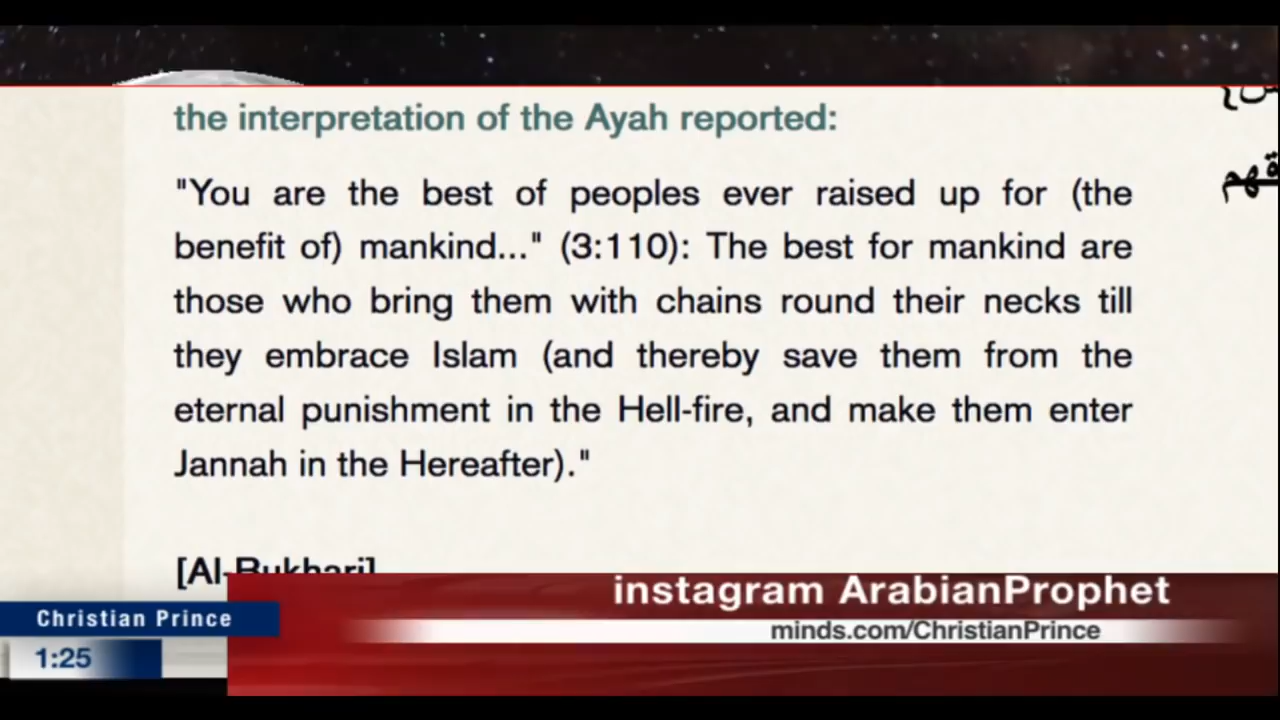 the interpretation of the Ayah reported:
"You are the best of peoples ever raised up for (the
benefit of) mankind..." (3:110): The best for mankind are
those who bring them with chains round their necks till
they embrace Islam (and thereby save them from the
eternal punishment in the Hell-fire, and make them enter
Jannah in the Hereafter)."
[Al-Bukhari]
instagram ArabianProphet
Christian Prince
minds.com/ChristianPrince
1:25